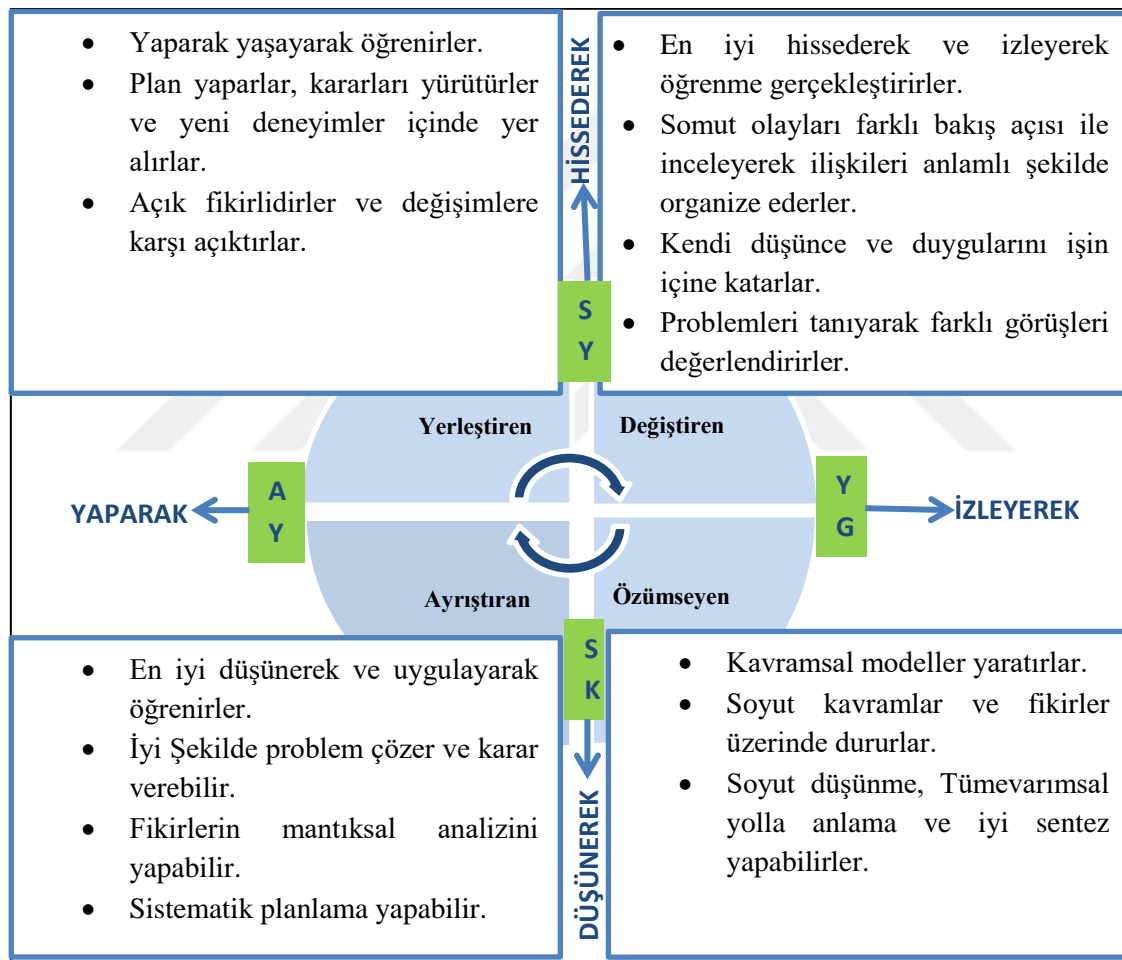 • Yaparak yaşayarak öğrenirler.
• Plan yaparlar, kararları yürütürler
ve yeni deneyimler içinde yer
alırlar.
• Açık fikirlidirler ve değişimlere
karşı açıktırlar.
HİSSEDEREK
• En iyi hissederek ve izleyerek
öğrenme gerçekleştirirler.
• Somut olayları farklı bakış açısı ile
inceleyerek ilişkileri anlamlı şekilde
organize ederler.
• Kendi düşünce ve duygularını işin
içine katarlar.
• Problemleri tanıyarak farklı görüşleri
değerlendirirler.
S
Y
Yerleştiren
Değiştiren
YAPARAK
A
Y
Y
G
İZLEYEREK
Ayrıştıran
Özümseyen
S
K
• En iyi düşünerek ve uygulayarak
öğrenirler.
• İyi Şekilde problem çözer ve karar
verebilir.
• Fikirlerin mantıksal analizini
yapabilir.
• Sistematik planlama yapabilir.
DÜŞÜNEREK
• Kavramsal modeller yaratırlar.
• Soyut kavramlar ve fikirler
üzerinde dururlar.
• Soyut düşünme, Tümevarımsal
yolla anlama ve iyi sentez
yapabilirler.